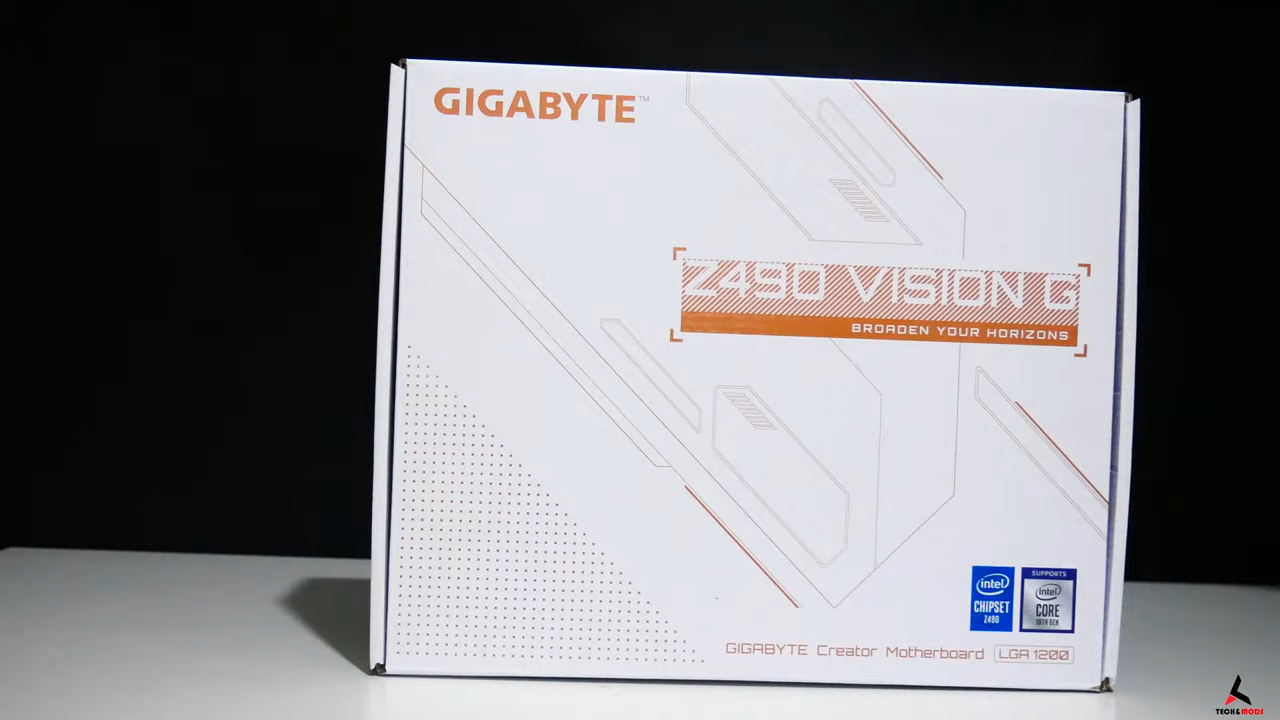 GIGABYTE™
Z490 VISION G
BROADEN YOUR HORIZONS
intel
CHIPSET
Z490
SUPPORTS
intel
CORE
10TH GEN
GIGABYTE Creator Motherboard LGA 1200
TECH&MODS